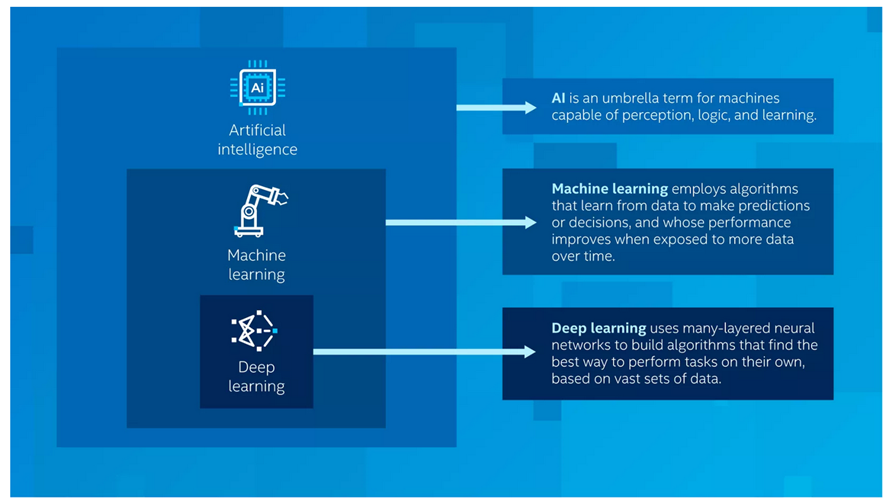 Ai
Artificial
intelligence
AI is an umbrella term for machines
capable of perception, logic, and learning.
Machine
learning
Machine learning employs algorithms
that learn from data to make predictions
or decisions, and whose performance
improves when exposed to more data
over time.
Deep
learning
Deep learning uses many-layered neural
networks to build algorithms that find the
best way to perform tasks on their own,
based on vast sets of data.